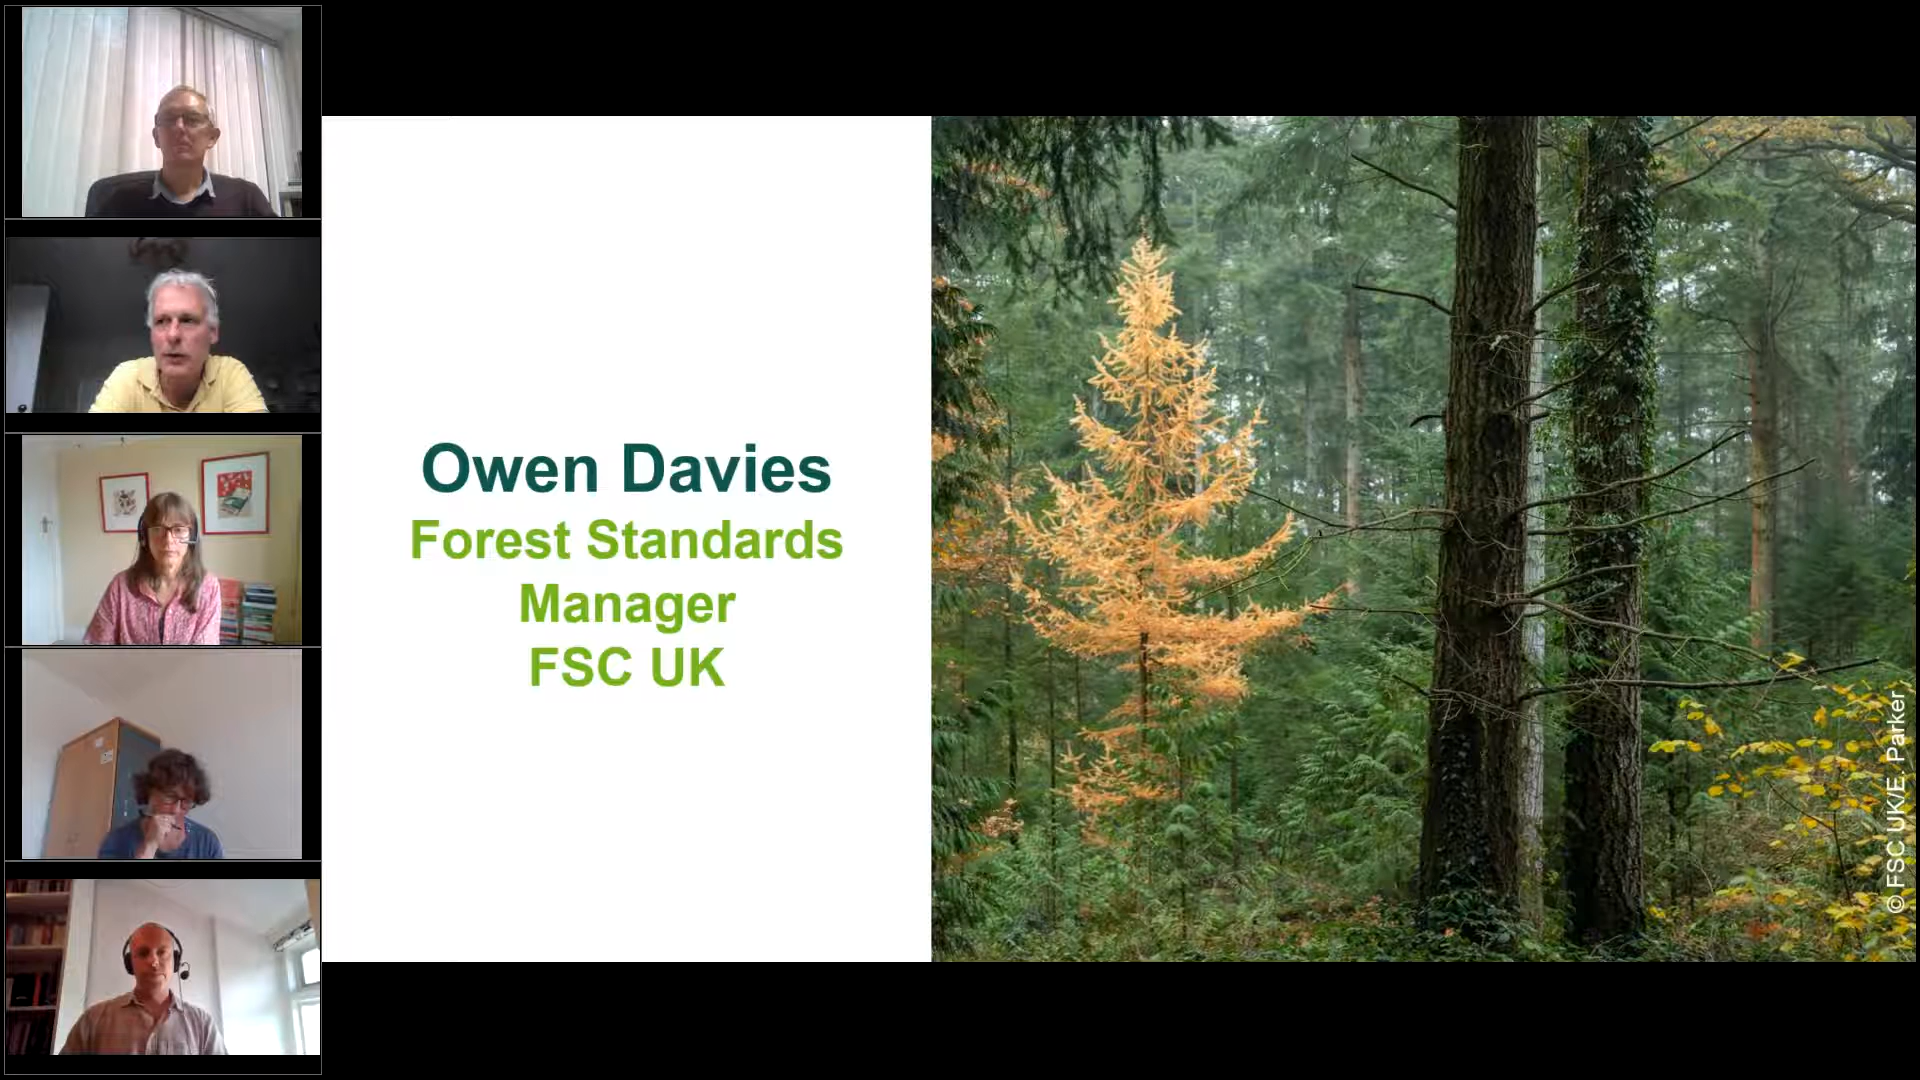 Owen Davies
Forest Standards
Manager
FSC UK
© FSC UK/E. Parker